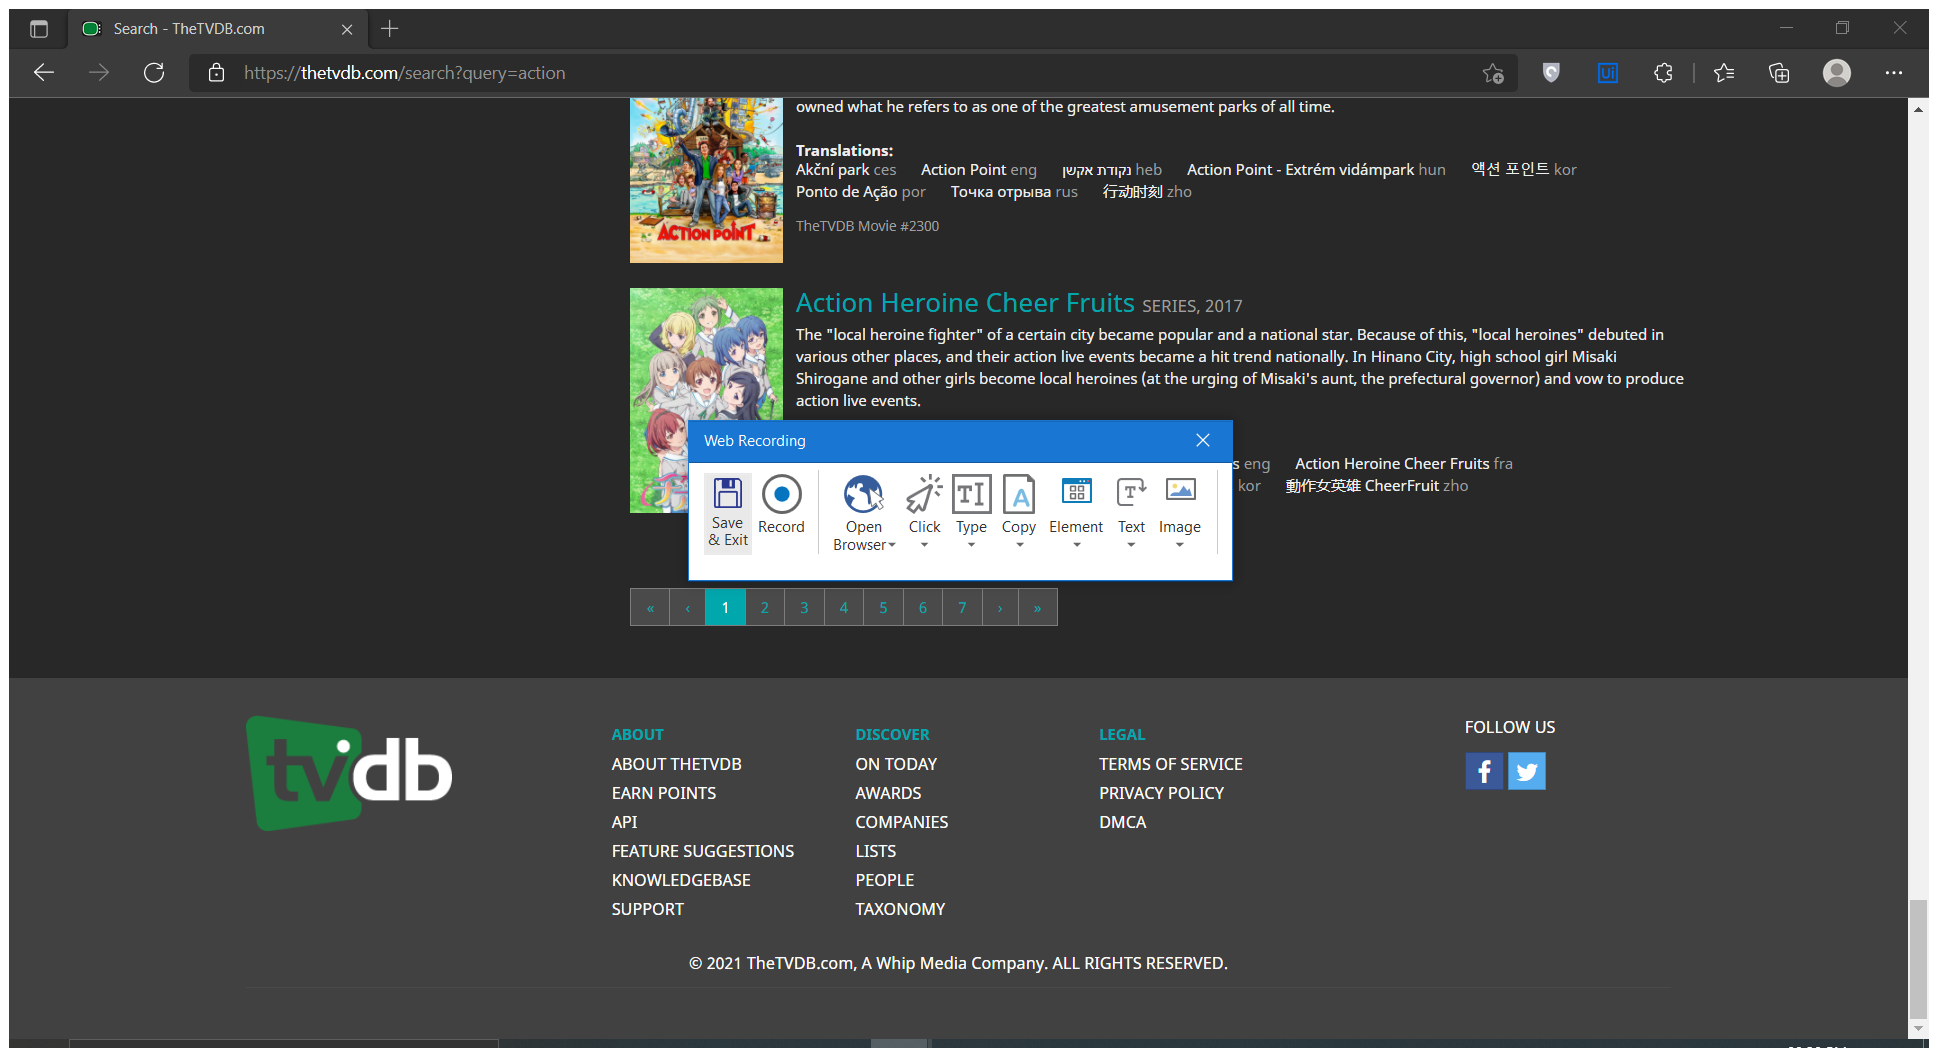 Search - TheTVDB.com
https://thetvdb.com/search?query=action
owned what he refers to as one of the greatest amusement parks of all time.
Translations:
Akční park ces Action Point eng נקודת אקשן heb Action Point - Extrém vidámpark hun 액션 포인트 kor
Ponto de Ação por Точка отрыва rus 行动时刻 zho
ACTION POINT
TheTVDB Movie #2300
Action Heroine Cheer Fruits SERIES, 2017
The "local heroine fighter" of a certain city became popular and a national star. Because of this, "local heroines" debuted in
various other places, and their action live events became a hit trend nationally. In Hinano City, high school girl Misaki
Shirogane and other girls become local heroines (at the urging of Misaki's aunt, the prefectural governor) and vow to produce
action live events.
Web Recording
s eng Action Heroine Cheer Fruits fra
kor 動作女英雄 CheerFruit zho
Save & Exit
Record
Open Browser
Click
Type
Copy
Element
Text
Image
« ‹ 1 2 3 4 5 6 7 › »
tvdb
ABOUT
ABOUT THETVDB
EARN POINTS
API
FEATURE SUGGESTIONS
KNOWLEDGEBASE
SUPPORT
DISCOVER
ON TODAY
AWARDS
COMPANIES
LISTS
PEOPLE
TAXONOMY
LEGAL
TERMS OF SERVICE
PRIVACY POLICY
DMCA
FOLLOW US
© 2021 TheTVDB.com, A Whip Media Company. ALL RIGHTS RESERVED.